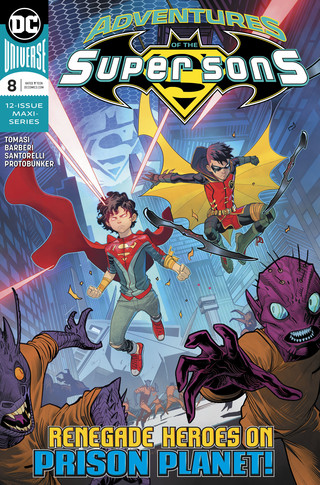 DC
UNIVERSE
8
12-ISSUE
MAXI-
SERIES
TOMASI
BARBERI
SANTORELLI
PROTOBUNKER
ADVENTURES
OF THE
SUPER SONS
RENEGADE HEROES ON
PRISON PLANET!